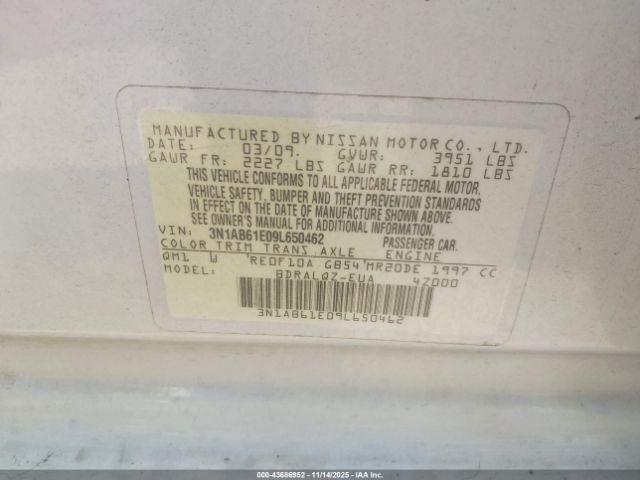 MANUFACTURED BY NISSAN MOTOR CO., LTD.
DATE: 03/09. GVWR: 3951 LBS
GAWR FR: 2227 LBS GAWR RR: 1810 LBS
THIS VEHICLE CONFORMS TO ALL APPLICABLE FEDERAL MOTOR
VEHICLE SAFETY, BUMPER AND THEFT PREVENTION STANDARDS
IN EFFECT ON THE DATE OF MANUFACTURE SHOWN ABOVE.
SEE OWNER'S MANUAL FOR ADDITIONAL INFORMATION.
VIN: 3N1AB61E09L650462 PASSENGER CAR.
COLOR TRIM TRANS AXLE ENGINE
QM1 W RE0F10A GB54 MR20DE 1997 CC
MODEL: BDRALQZ-EUA 4Z000
3N1AB61E09L650462
000-43686952 | 11/14/2025 - IAA Inc.